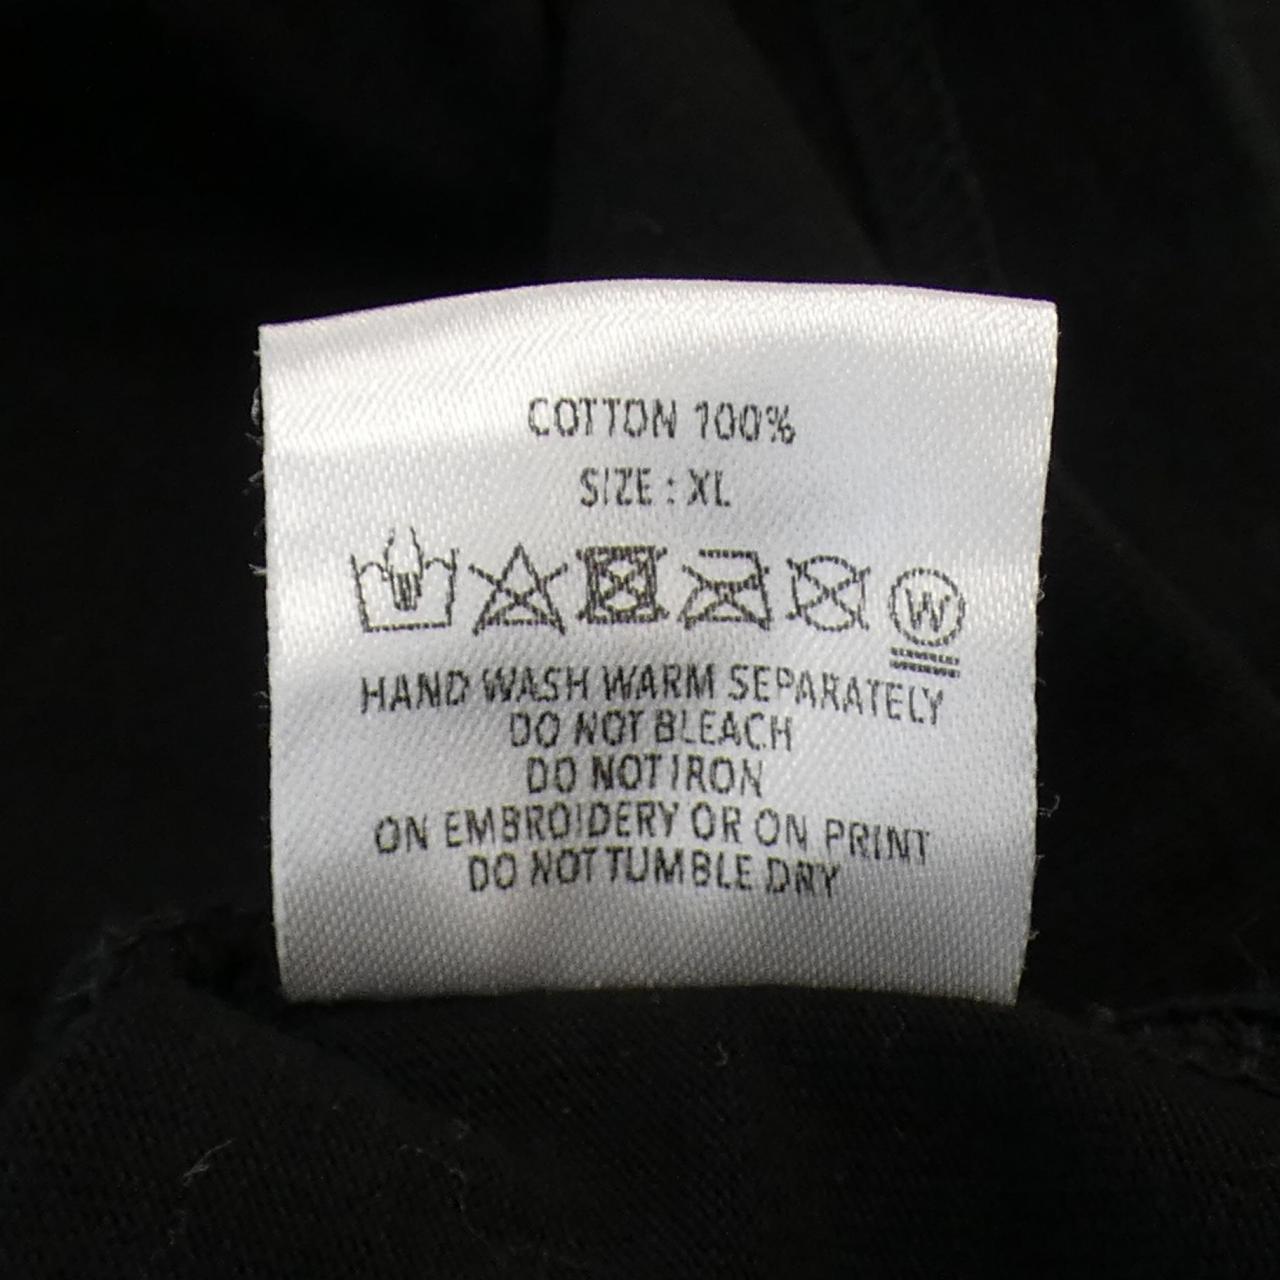 COTTON 100%
SIZE : XL
W
HAND WASH WARM SEPARATELY
DO NOT BLEACH
DO NOT IRON
ON EMBROIDERY OR ON PRINT
DO NOT TUMBLE DRY